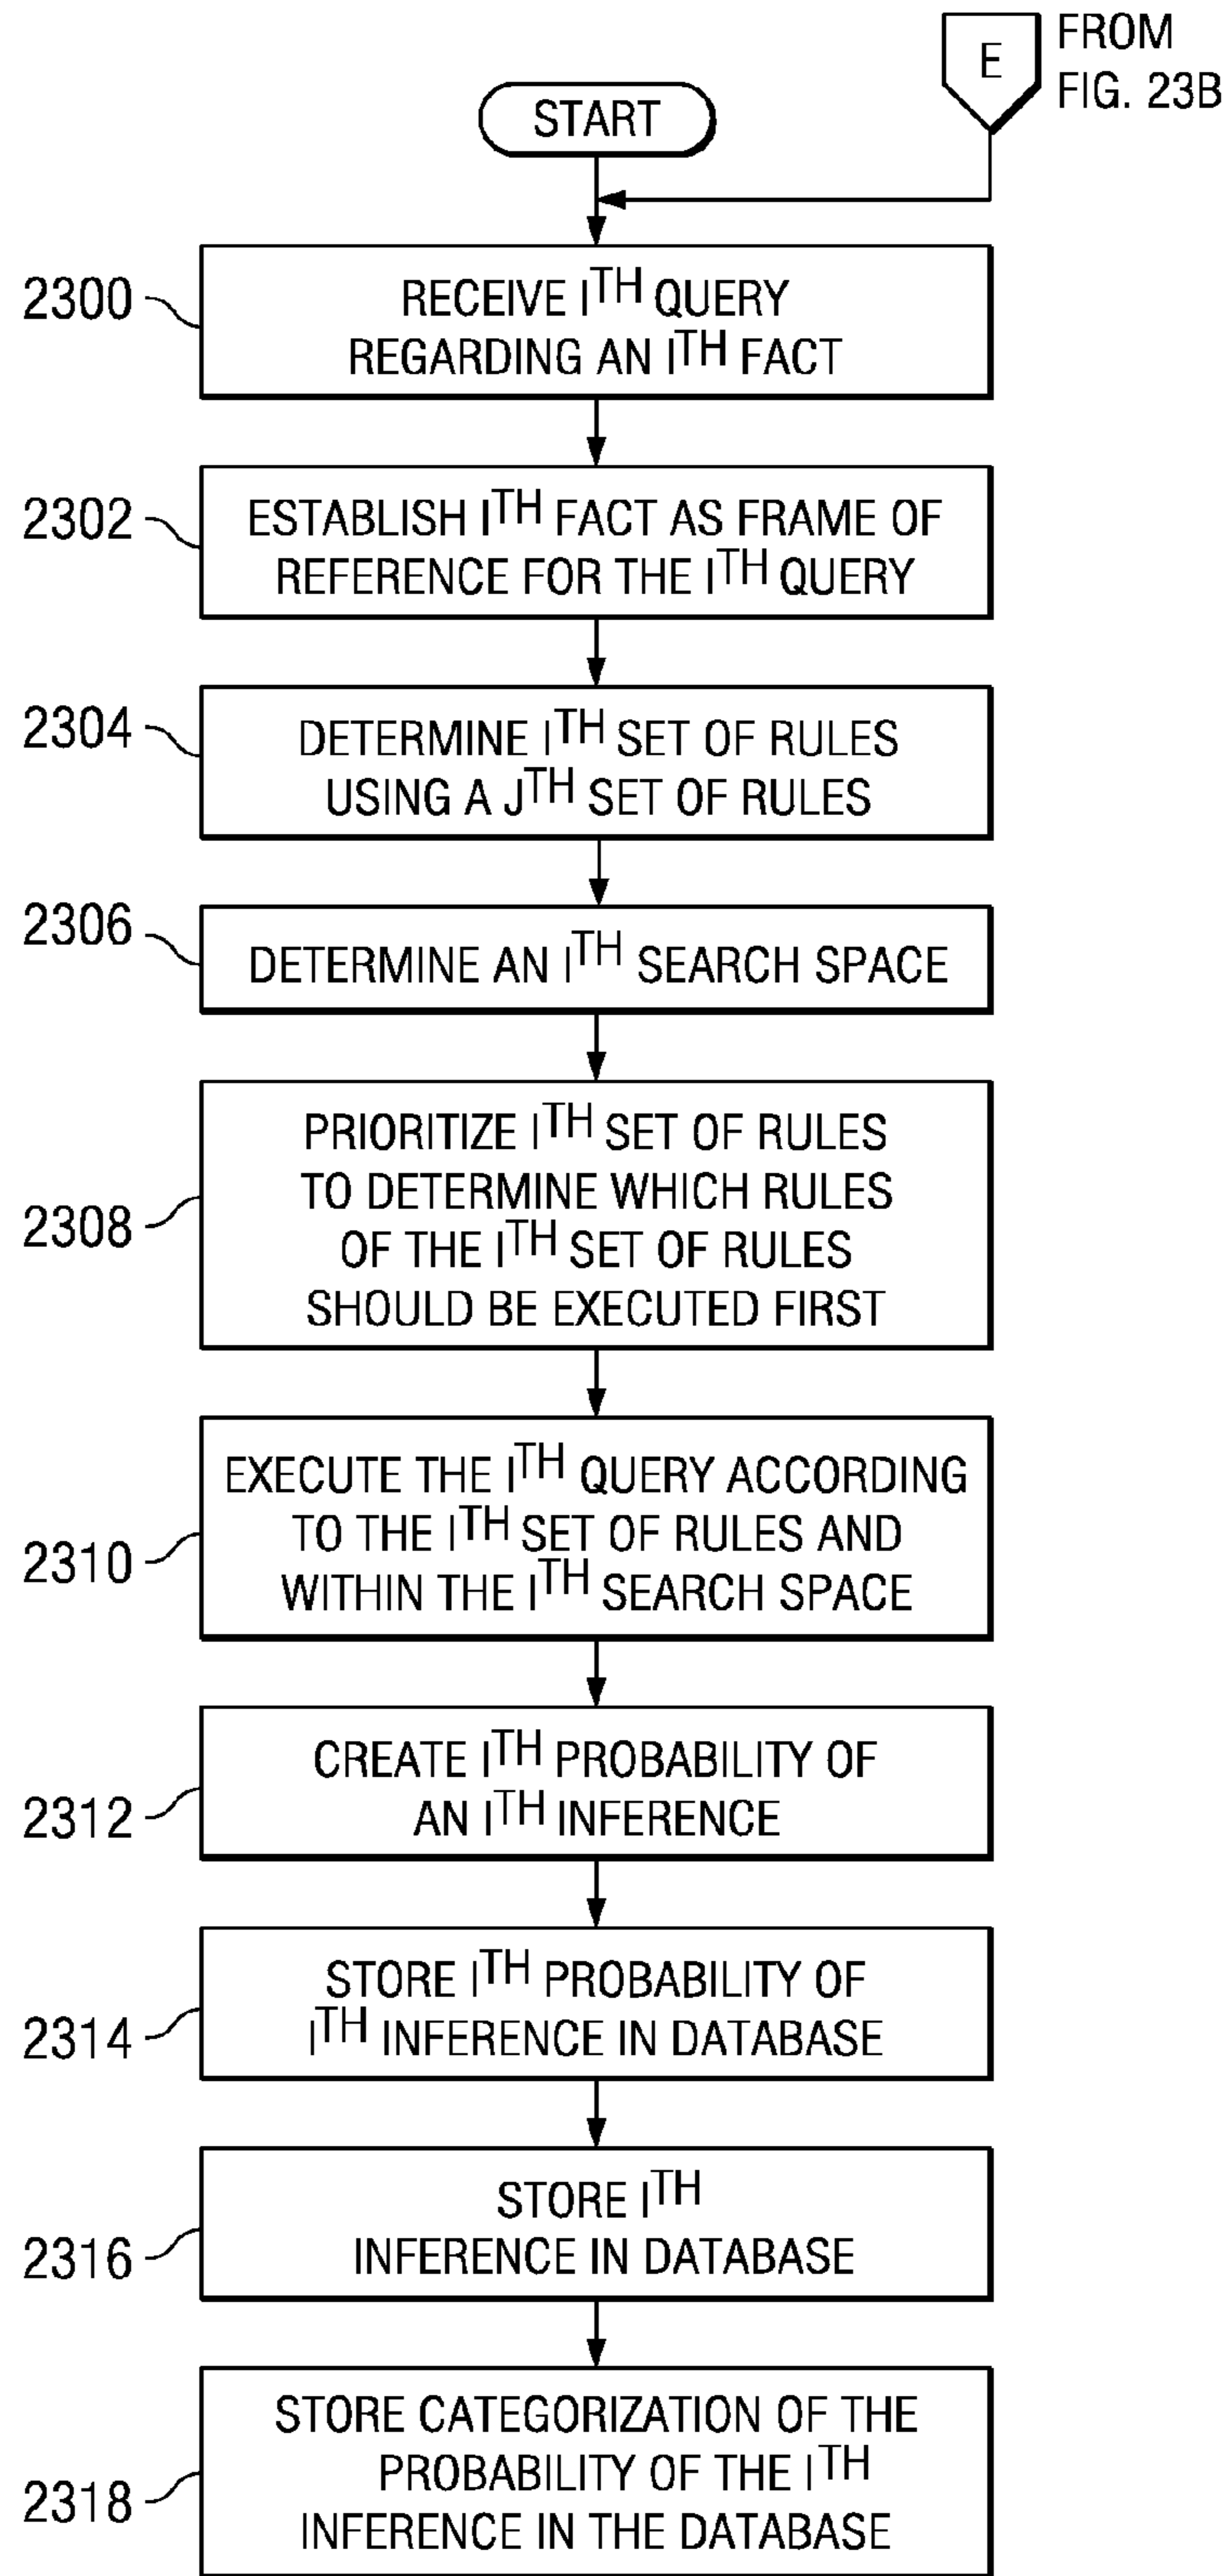 E
FROM
FIG. 23B
START
2300
RECEIVE ITH QUERY
REGARDING AN ITH FACT
2302
ESTABLISH ITH FACT AS FRAME OF
REFERENCE FOR THE ITH QUERY
2304
DETERMINE ITH SET OF RULES
USING A JTH SET OF RULES
2306
DETERMINE AN ITH SEARCH SPACE
2308
PRIORITIZE ITH SET OF RULES
TO DETERMINE WHICH RULES
OF THE ITH SET OF RULES
SHOULD BE EXECUTED FIRST
2310
EXECUTE THE ITH QUERY ACCORDING
TO THE ITH SET OF RULES AND
WITHIN THE ITH SEARCH SPACE
2312
CREATE ITH PROBABILITY OF
AN ITH INFERENCE
2314
STORE ITH PROBABILITY OF
ITH INFERENCE IN DATABASE
2316
STORE ITH
INFERENCE IN DATABASE
2318
STORE CATEGORIZATION OF THE
PROBABILITY OF THE ITH
INFERENCE IN THE DATABASE